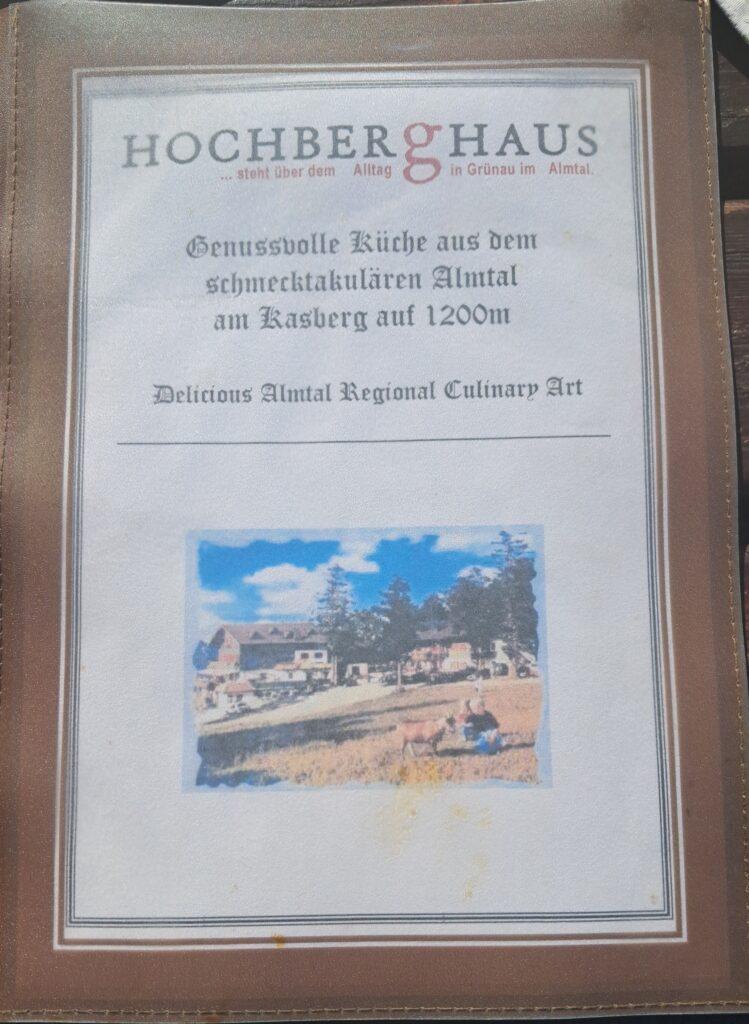 HOCHBERgHAUS
... steht über dem Alltag in Grünau im Almtal.
Genussvolle Küche aus dem
schmecktakulären Almtal
am Kasberg auf 1200m
Delicious Almtal Regional Culinary Art